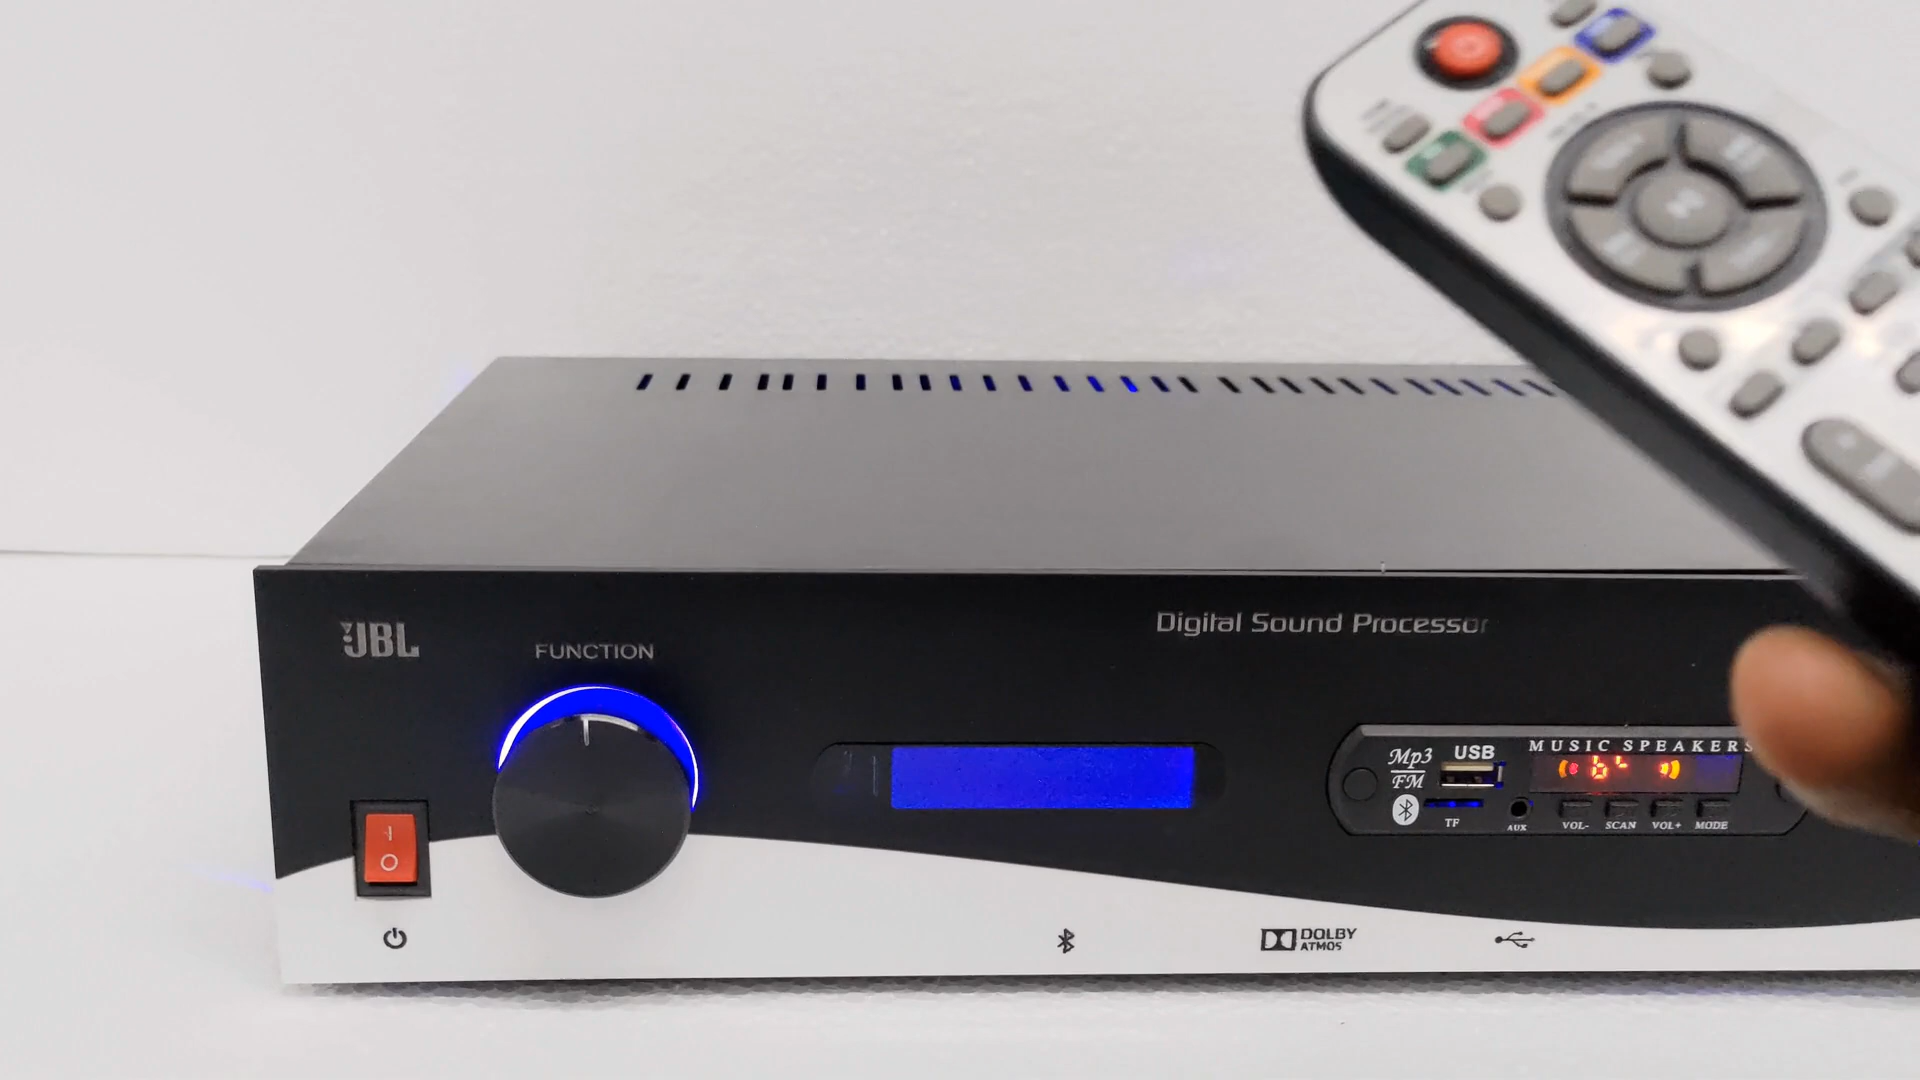 JBL
FUNCTION
Digital Sound Processor
Mp3
FM
USB
MUSIC SPEAKERS
TF
AUX
VOL-
SCAN
VOL+
MODE
DOLBY
ATMOS